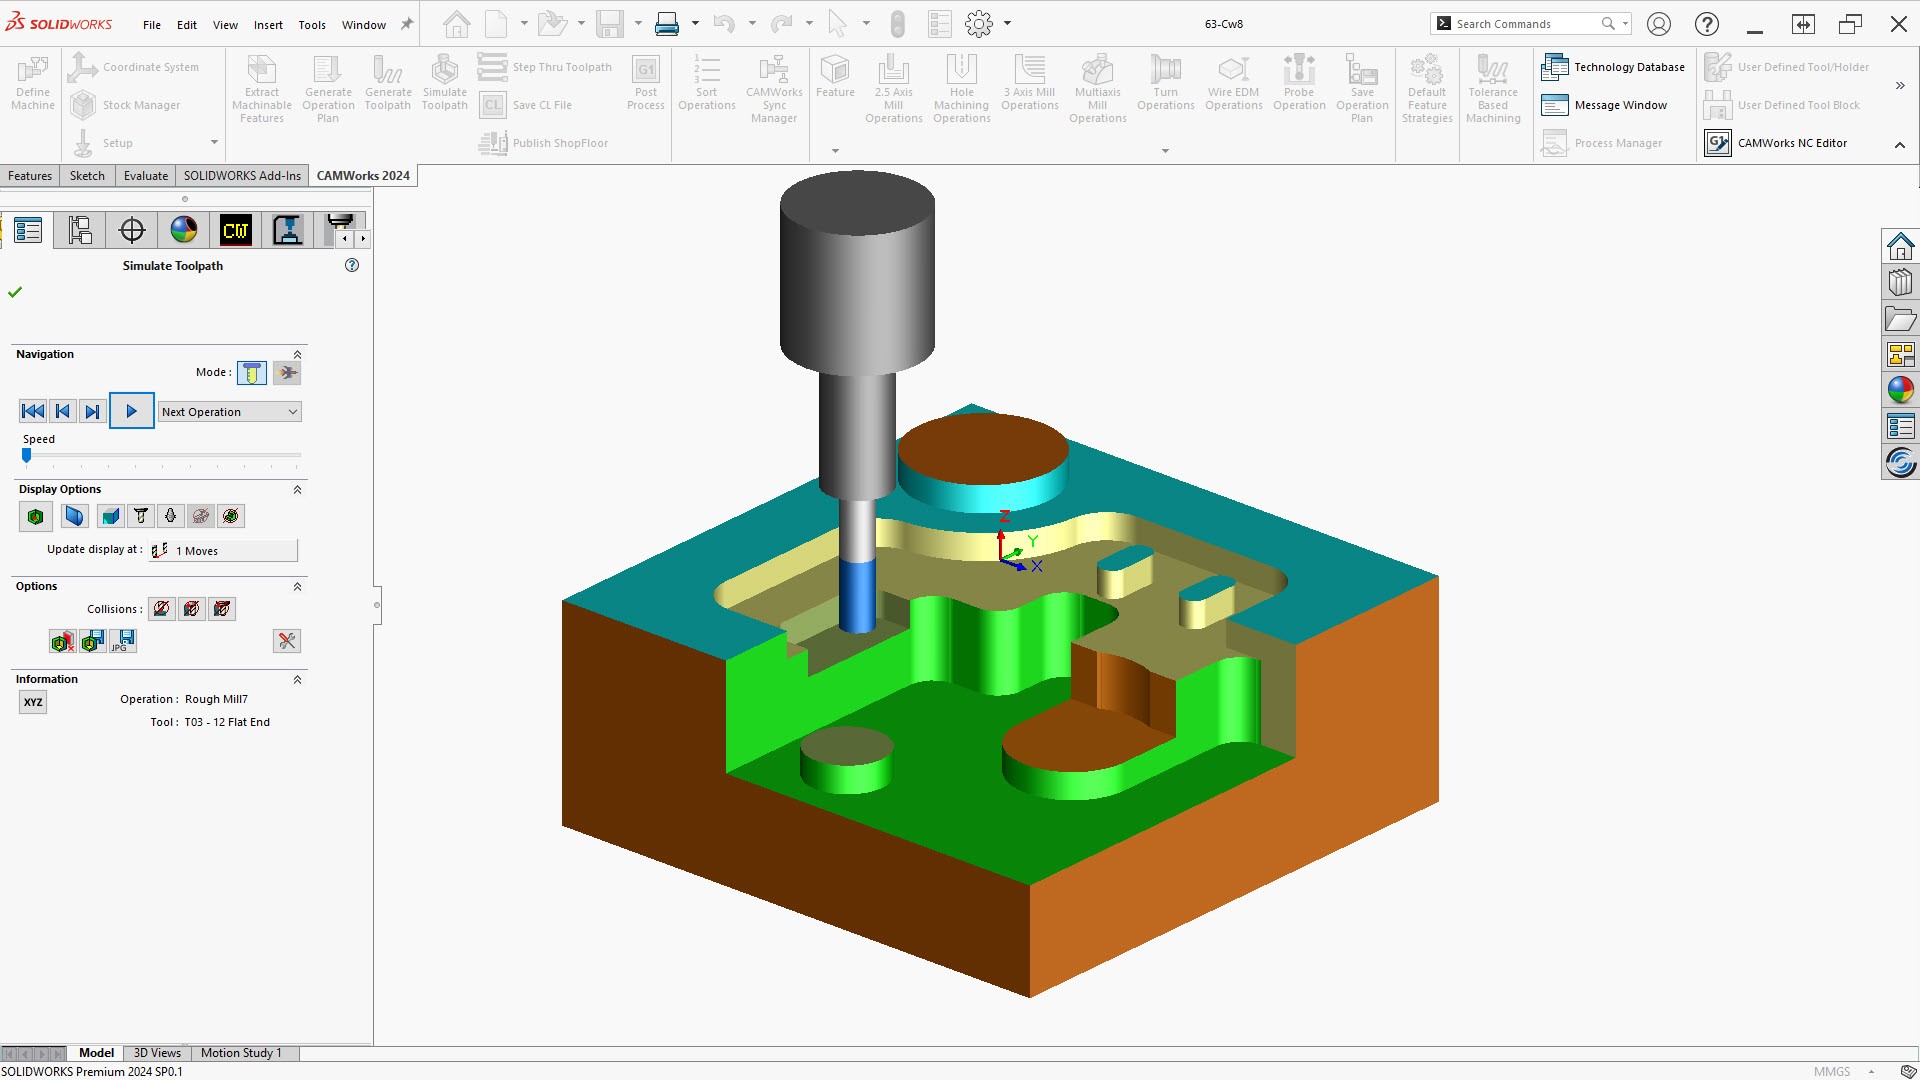 SOLIDWORKS
File Edit View Insert Tools Window
63-Cw8
Search Commands
Define Machine
Coordinate System
Stock Manager
Setup
Extract Machinable Features
Generate Operation Plan
Generate Toolpath
Simulate Toolpath
Step Thru Toolpath
CL Save CL File
Publish ShopFloor
G1 Post Process
Sort Operations
CAMWorks Sync Manager
Feature
2.5 Axis Mill Operations
Hole Machining Operations
3 Axis Mill Operations
Multiaxis Mill Operations
Turn Operations
Wire EDM Operations
Probe Operations
Save Operation Plan
Default Feature Strategies
Tolerance Based Machining
Technology Database
Message Window
Process Manager
User Defined Tool/Holder
User Defined Tool Block
G1 CAMWorks NC Editor
Features Sketch Evaluate SOLIDWORKS Add-Ins CAMWorks 2024
CW
Simulate Toolpath
Navigation
Mode :
Next Operation
Speed
Display Options
Update display at : 1 Moves
Options
Collisions :
JPG
Information
XYZ Operation : Rough Mill7
Tool : T03 - 12 Flat End
Z
Y
X
Model 3D Views Motion Study 1
SOLIDWORKS Premium 2024 SP0.1
MMGS